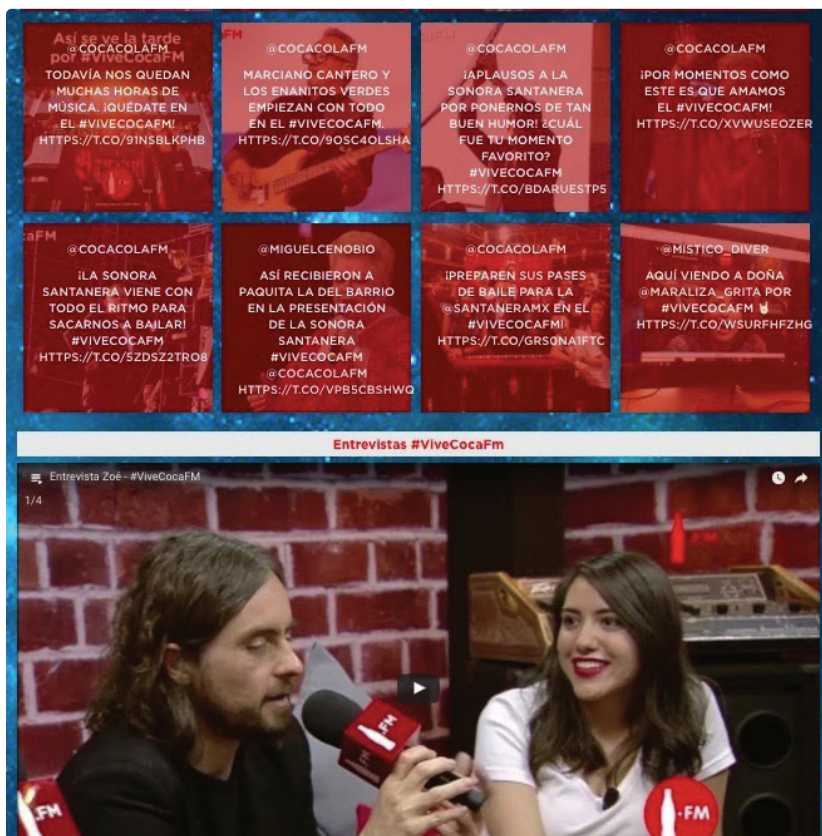 Así se ve la tarde
por #ViveCocaFM
@COCACOLAFM
TODAVÍA NOS QUEDAN
MUCHAS HORAS DE
MÚSICA. ¡QUÉDATE EN
EL #VIVECOCAFM!
HTTPS://T.CO/91NSBLKPHB
FM
@COCACOLAFM
MARCIANO CANTERO Y
LOS ENANITOS VERDES
EMPIEZAN CON TODO
EN EL #VIVECOCAFM.
HTTPS://T.CO/9OSC4OLSHA
@COCACOLAFM
¡APLAUSOS A LA
SONORA SANTANERA
POR PONERNOS DE TAN
BUEN HUMOR! ¿CUÁL
FUE TU MOMENTO
FAVORITO?
#VIVECOCAFM
HTTPS://T.CO/BDARUESTP5
@COCACOLAFM
¡POR MOMENTOS COMO
ESTE ES QUE AMAMOS
EL #VIVECOCAFM!
HTTPS://T.CO/XVWUSEOZER
caFM
@COCACOLAFM
¡LA SONORA
SANTANERA VIENE CON
TODO EL RITMO PARA
SACARNOS A BAILAR!
#VIVECOCAFM
HTTPS://T.CO/5ZDSZ2TRO8
@MIGUELCENOBIO
ASÍ RECIBIERON A
PAQUITA LA DEL BARRIO
EN LA PRESENTACIÓN
DE LA SONORA
SANTANERA
#VIVECOCAFM
@COCACOLAFM
HTTPS://T.CO/VPB5CBSHWQ
@COCACOLAFM
¡PREPAREN SUS PASES
DE BAILE PARA LA
@SANTANERAMX EN EL
#VIVECOCAFM!
HTTPS://T.CO/GRS0NA1FTC
@MISTICO_DIVER
AQUÍ VIENDO A DOÑA
@MARALIZA_GRITA POR
#VIVECOCAFM 🤘
HTTPS://T.CO/WSURFHFZHG
Entrevistas #ViveCocaFm
Entrevista Zoé - #ViveCocaFM
1/4
.FM
.FM
.FM
.FM